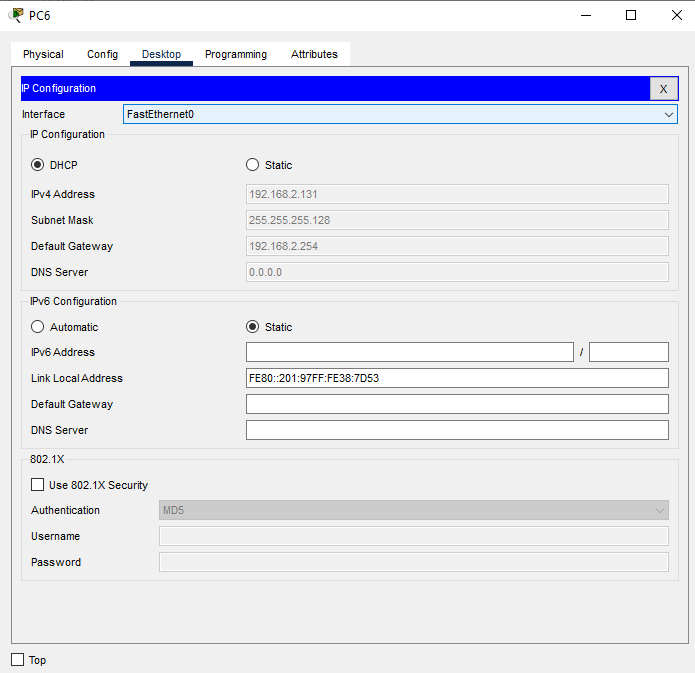 PC6
Physical Config Desktop Programming Attributes
IP Configuration X
Interface FastEthernet0
IP Configuration
DHCP Static
IPv4 Address 192.168.2.131
Subnet Mask 255.255.255.128
Default Gateway 192.168.2.254
DNS Server 0.0.0.0
IPv6 Configuration
Automatic Static
IPv6 Address /
Link Local Address FE80::201:97FF:FE38:7D53
Default Gateway
DNS Server
802.1X
Use 802.1X Security
Authentication MD5
Username
Password
Top